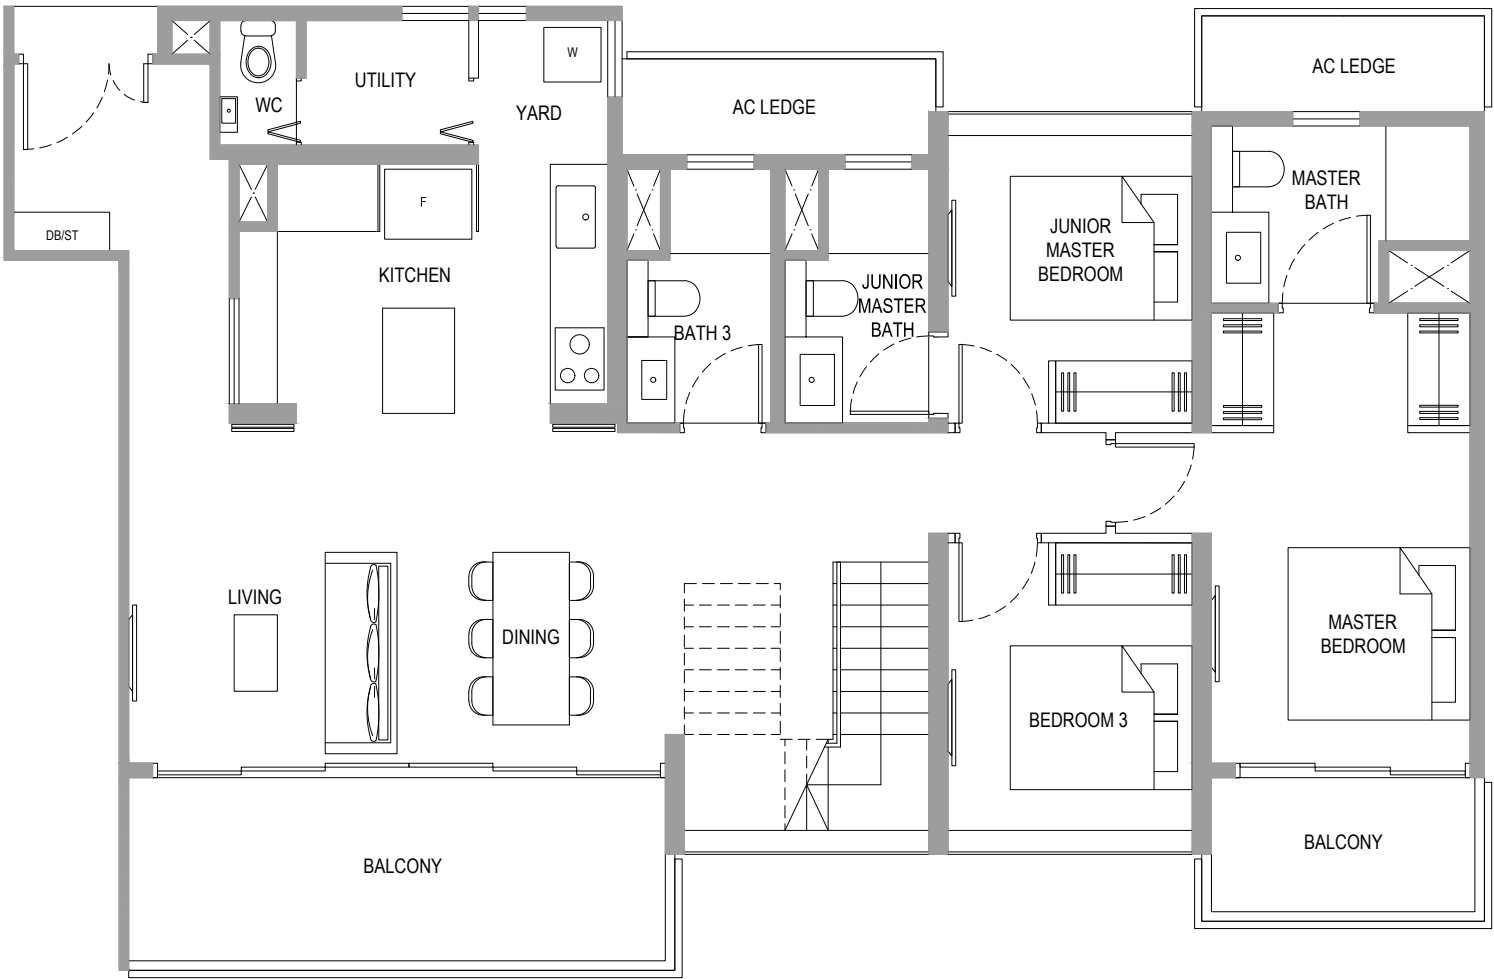 AC LEDGE
W
UTILITY
WC
YARD
AC LEDGE
MASTER
BATH
F
DB/ST
JUNIOR
MASTER
BEDROOM
KITCHEN
JUNIOR
MASTER
BATH
BATH 3
LIVING
DINING
MASTER
BEDROOM
BEDROOM 3
BALCONY
BALCONY